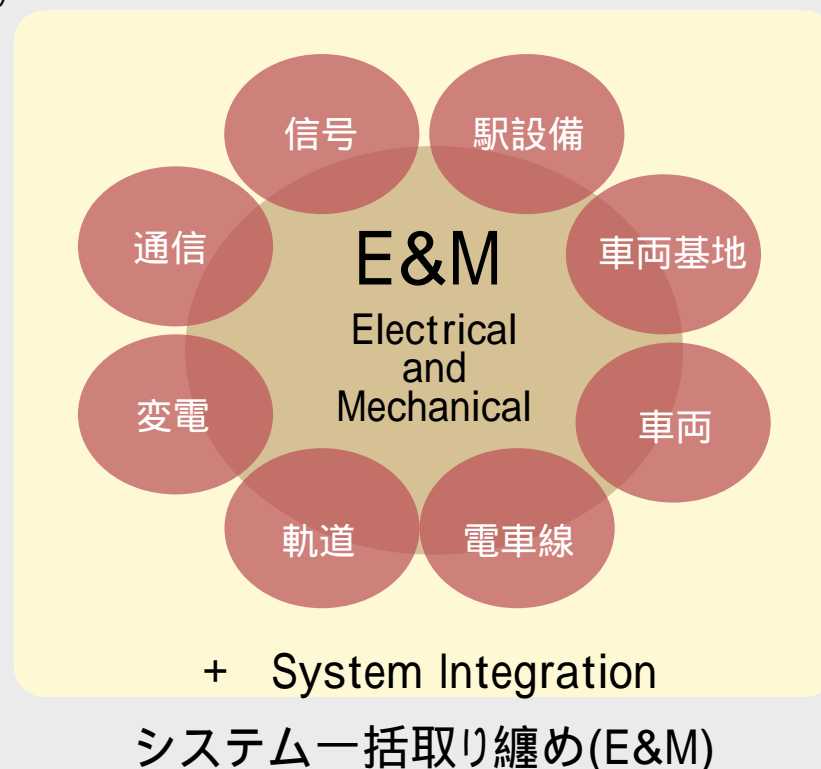 信号
駅設備
通信
E&M
車両基地
Electrical
and
Mechanical
変電
車両
軌道
電車線
+ System Integration
システム一括取り纏め(E&M)